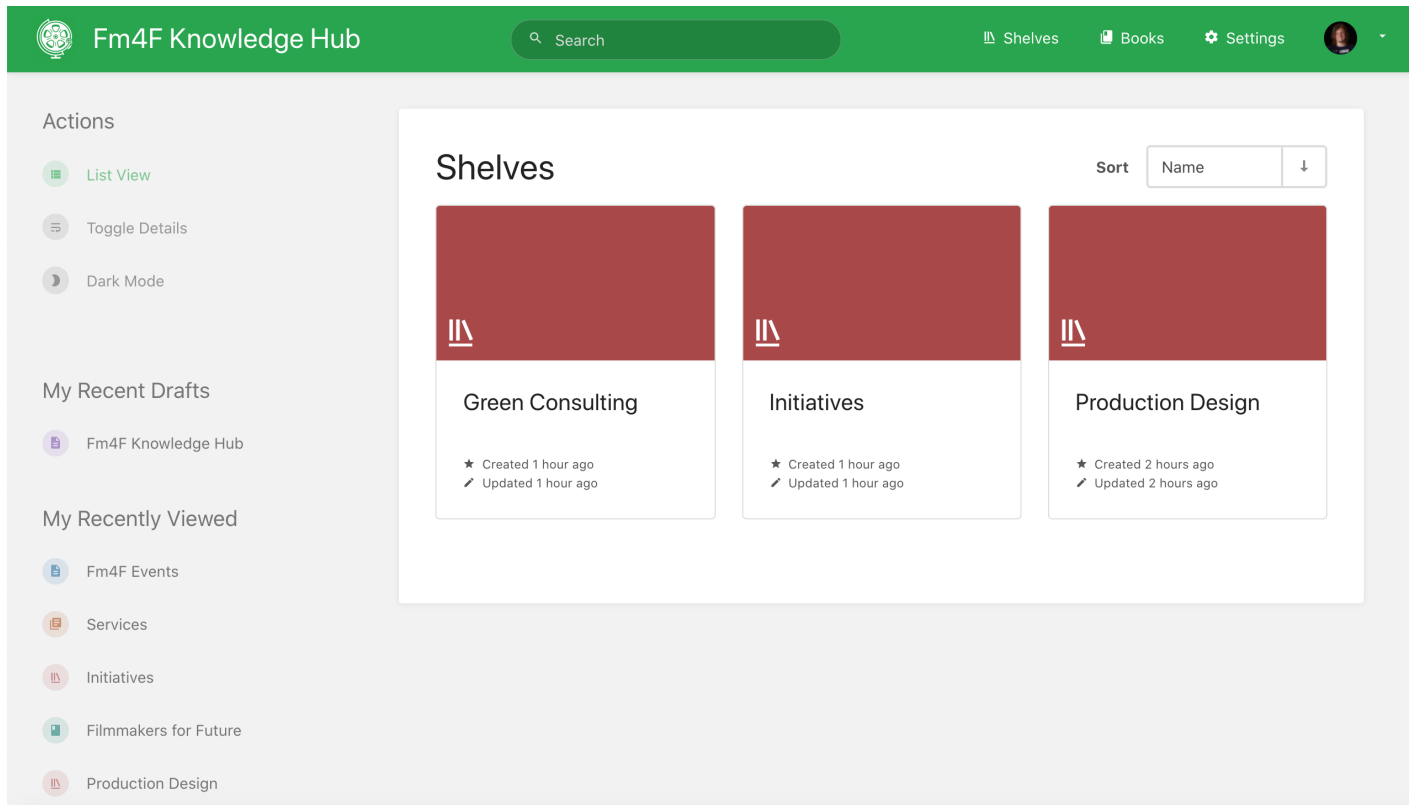 Fm4F Knowledge Hub
Search
Shelves
Books
Settings
Actions
List View
Toggle Details
Dark Mode
My Recent Drafts
Fm4F Knowledge Hub
My Recently Viewed
Fm4F Events
Services
Initiatives
Filmmakers for Future
Production Design
Shelves
Sort
Name
Green Consulting
Created 1 hour ago
Updated 1 hour ago
Initiatives
Created 1 hour ago
Updated 1 hour ago
Production Design
Created 2 hours ago
Updated 2 hours ago